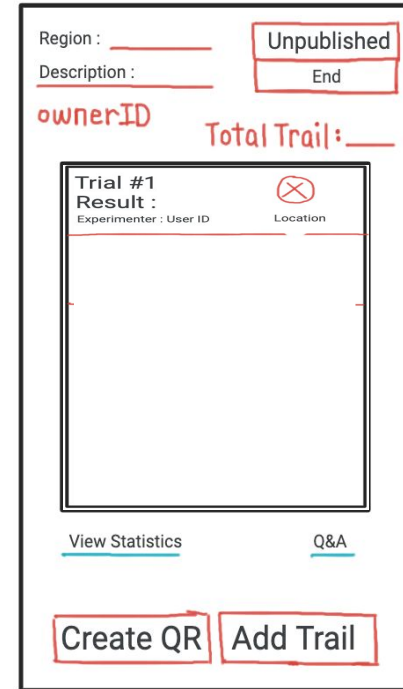 Region :
Unpublished
Description :
End
ownerID
Total Trail :
Trial #1
Result :
Experimenter : User ID
Location
View Statistics
Q&A
Create QR
Add Trail